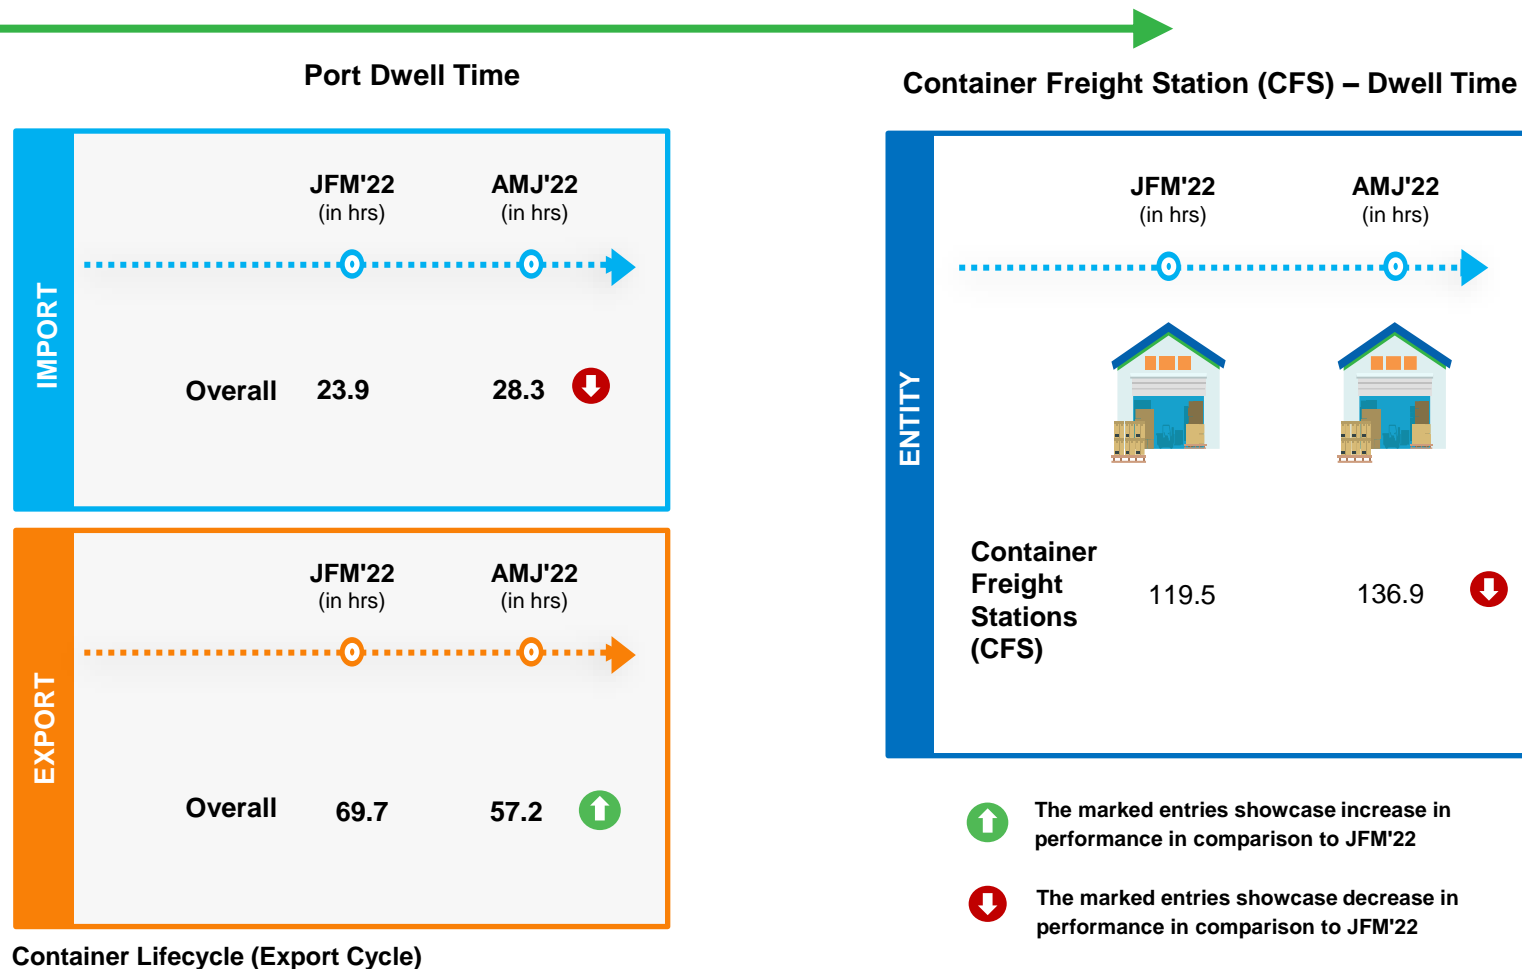 Port Dwell Time
IMPORT
JFM'22
AMJ'22
(in hrs)
(in hrs)
Overall
23.9
28.3
EXPORT
JFM'22
AMJ'22
(in hrs)
(in hrs)
Overall
69.7
57.2
Container Lifecycle (Export Cycle)
Container Freight Station (CFS) – Dwell Time
ENTITY
JFM'22
AMJ'22
(in hrs)
(in hrs)
Container
Freight
Stations
(CFS)
119.5
136.9
The marked entries showcase increase in
performance in comparison to JFM'22
The marked entries showcase decrease in
performance in comparison to JFM'22